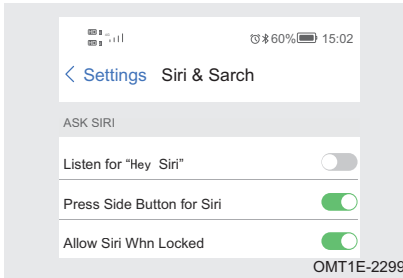 60% 15:02
Settings Siri & Sarch
ASK SIRI
Listen for “Hey Siri”
Press Side Button for Siri
Allow Siri Whn Locked
OMT1E-2299